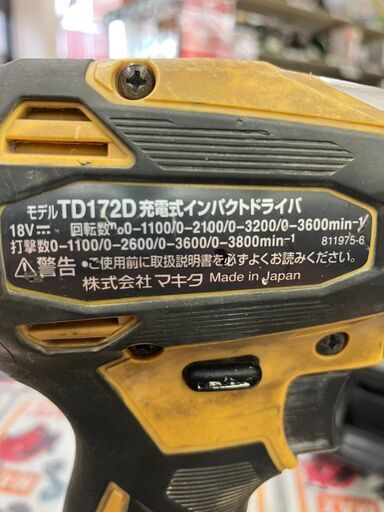 モデル TD172D 充電式インパクトドライバ
18V⎓ 回転数n₀0-1100/0-2100/0-3200/0-3600min⁻¹/
打撃数0-1100/0-2600/0-3600/0-3800min⁻¹ 811975-6
⚠警告 •ご使用前に取扱説明書を必ずよくお読みください。
株式会社 マキタ Made in Japan